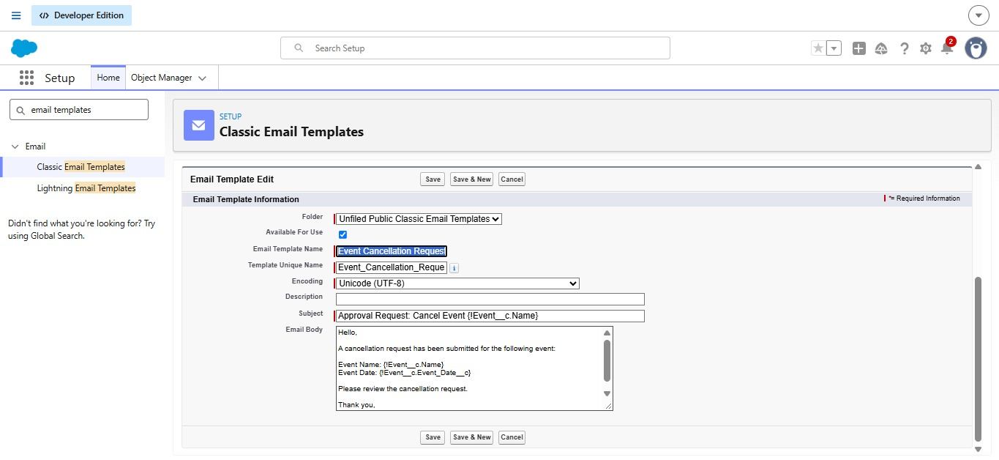 Developer Edition
Search Setup
2
Setup
Home
Object Manager
email templates
Email
Classic Email Templates
Lightning Email Templates
Didn't find what you're looking for? Try
using Global Search.
SETUP
Classic Email Templates
Email Template Edit
Save
Save & New
Cancel
Email Template Information
*= Required Information
Folder
Unfiled Public Classic Email Templates
Available For Use
Email Template Name
Event Cancellation Request
Template Unique Name
Event_Cancellation_Reque
i
Encoding
Unicode (UTF-8)
Description
Subject
Approval Request: Cancel Event {!Event__c.Name}
Email Body
Hello,
A cancellation request has been submitted for the following event:
Event Name: {!Event__c.Name}
Event Date: {!Event__c.Event_Date__c}
Please review the cancellation request.
Thank you,
Save
Save & New
Cancel